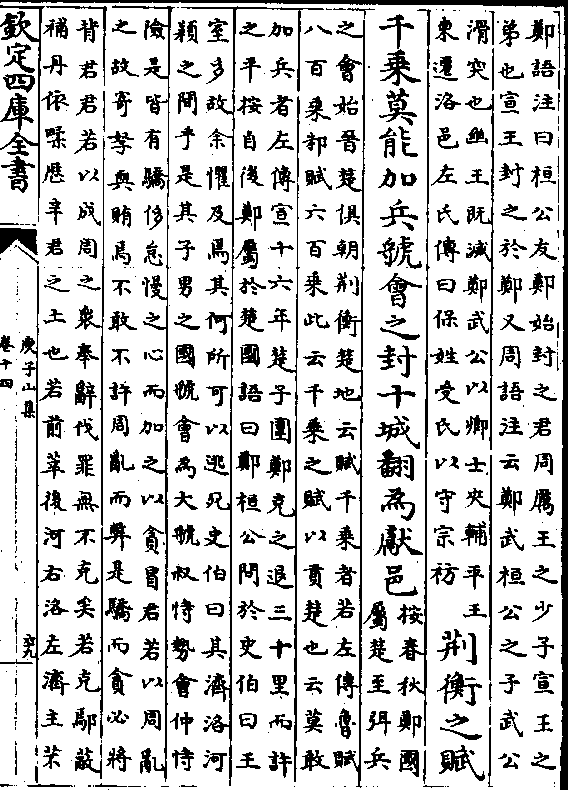 鄭語注曰桓公友鄭始封之君周厲王之少子宣王之
弟也宣王封之於鄭又周語注云鄭武桓公之子武公
滑突也幽王既滅鄭武公以卿士夾輔平王
東遷洛邑左氏傳曰保姓受氏以守宗祊
荆衡之賦
千乗莫能加兵虢會之封十城翻為獻邑
按春秋鄭國
屬楚至弭兵
之會始晉楚俱朝荆衡楚地云賦千乗者若左傳魯賦
八百乗邾賦六百乗此云千乗之賦以貢楚也云莫敢
加兵者左傳宣十六年楚子圍鄭克之退三十里而許
之平按自後鄭屬於楚國語曰鄭桓公問於史伯曰王
室多故余懼及焉其何所可以逃死史伯曰其濟洛河
潁之間乎是其子男之國虢會為大虢叔恃勢會仲恃
險是皆有驕侈怠慢之心而加之以貪冒君若以周亂
之故寄孥與賄焉不敢不許周亂而弊是驕而貪必將
背君君若以成周之衆奉辭伐罪無不克矣若克鄢蔽
補丹依㽥厯莘君之土也若前莘後河右洛左濟主芣
欽定四庫全書
庾子山集
卷十四